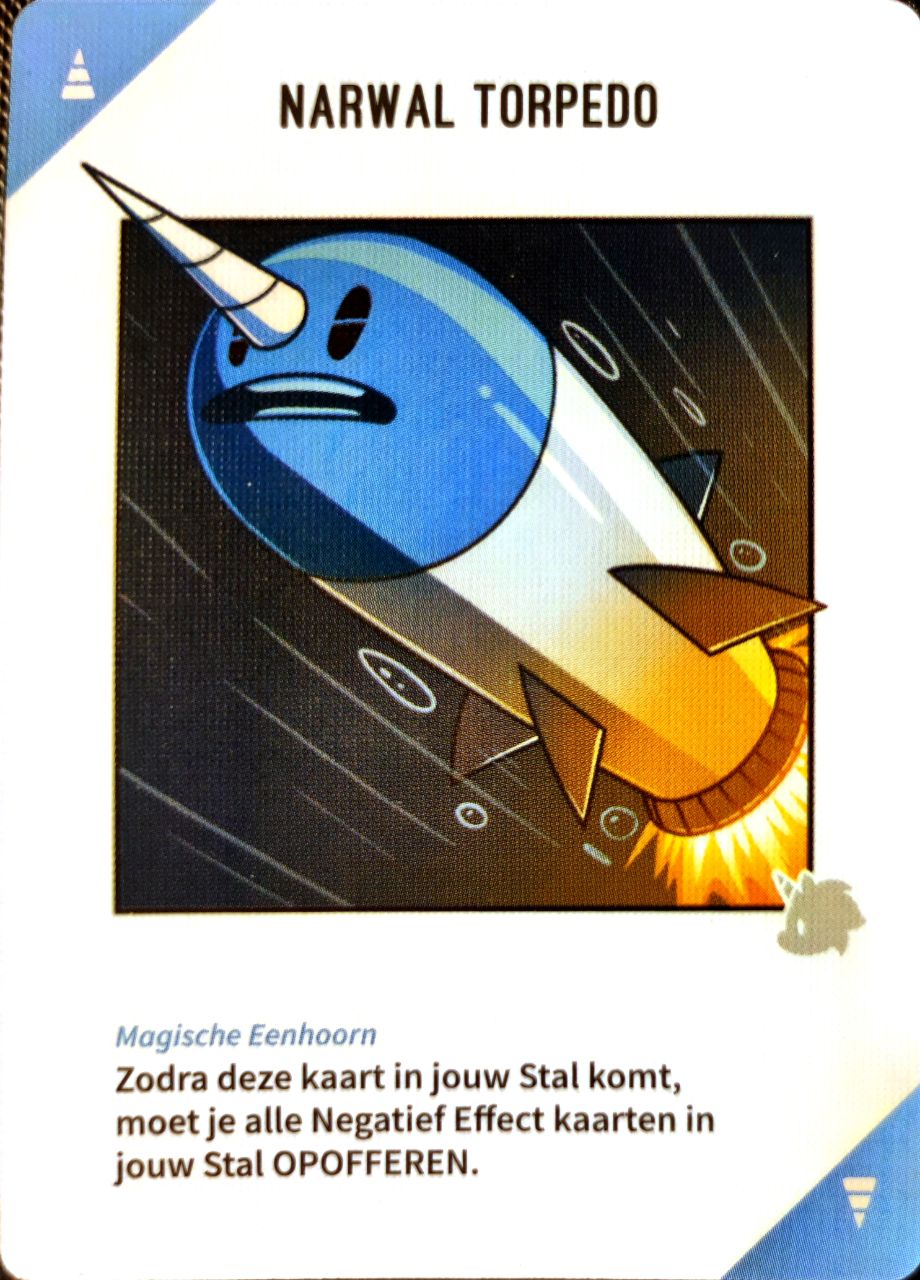 NARWAL TORPEDO
Magische Eenhoorn
Zodra deze kaart in jouw Stal komt,
moet je alle Negatief Effect kaarten in
jouw Stal OPOFFEREN.